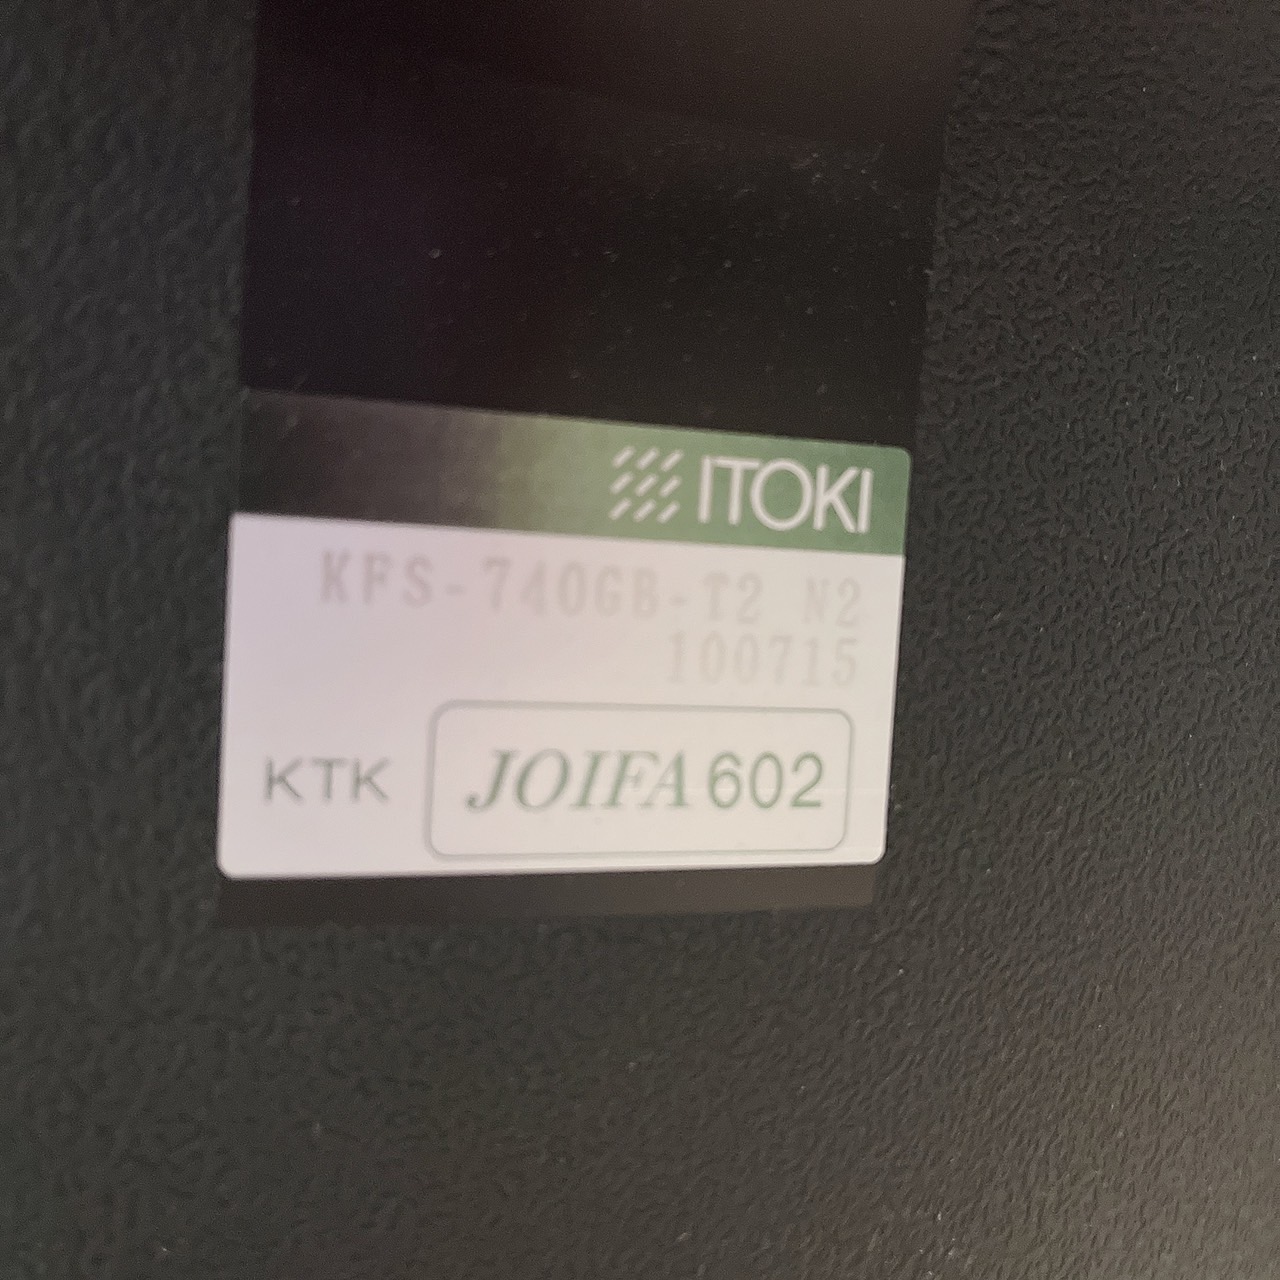 ITOKI
KFS-740GB-T2 N2
100715
KTK
JOIFA 602